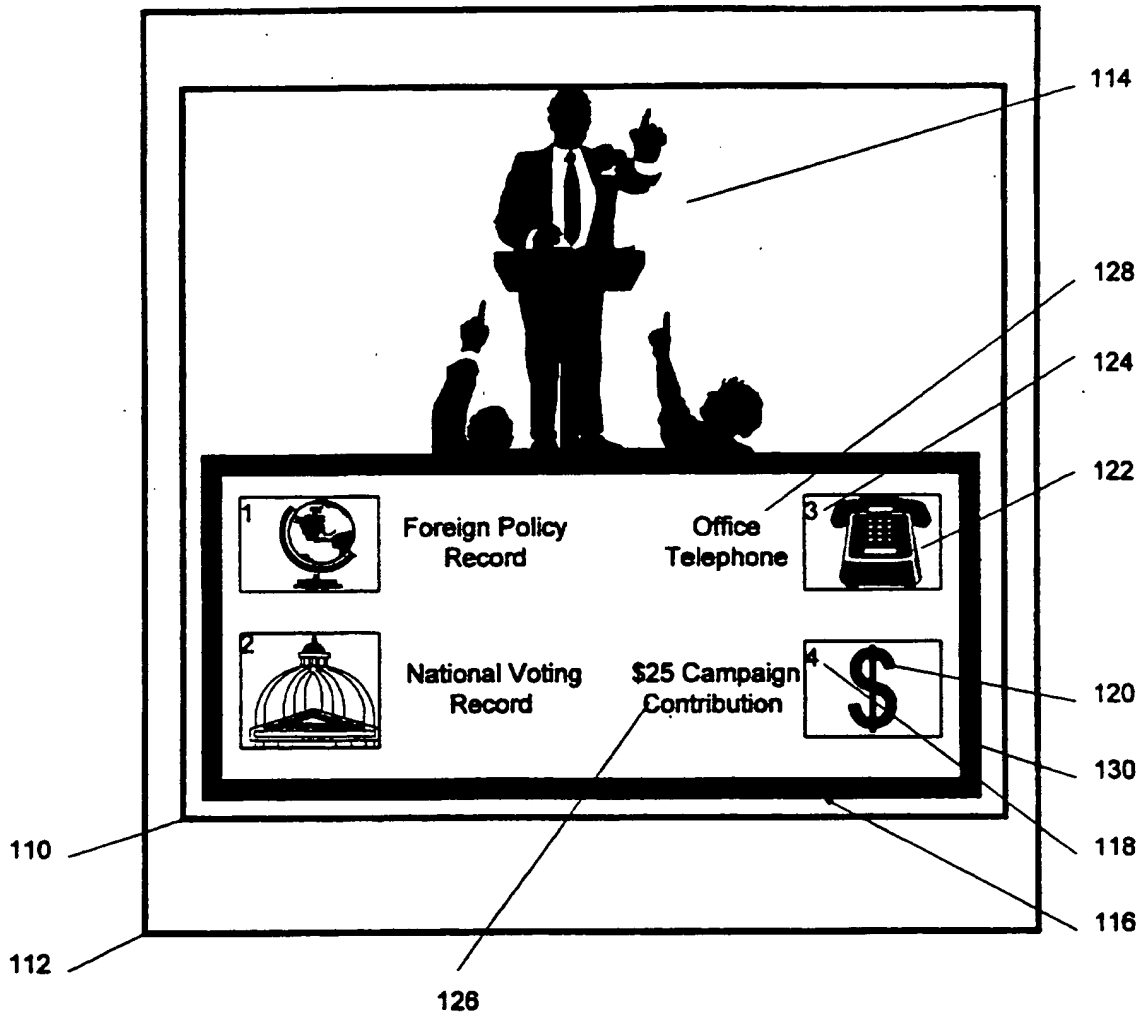 114
128
124
122
1
Foreign Policy
Record
Office
Telephone
3
2
National Voting
Record
$25 Campaign
Contribution
4
120
130
110
118
116
112
126